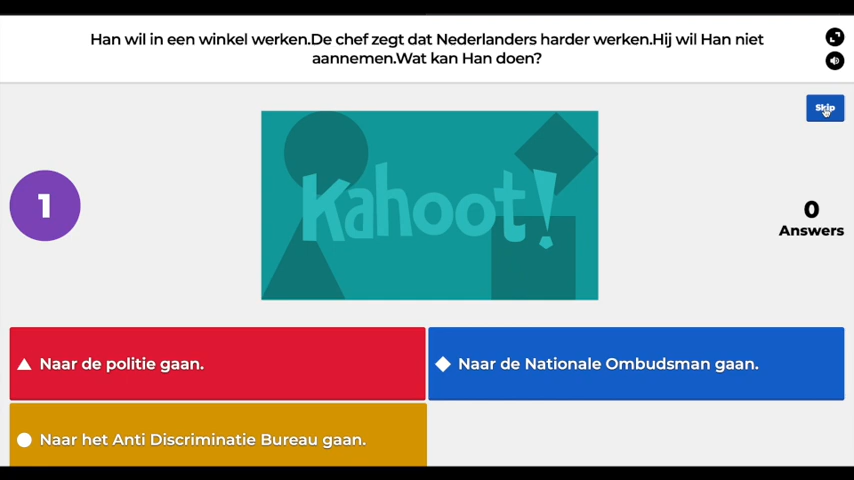 Han wil in een winkel werken.De chef zegt dat Nederlanders harder werken.Hij wil Han niet
aannemen.Wat kan Han doen?
Skip
Kahoot!
1
0
Answers
Naar de politie gaan.
Naar de Nationale Ombudsman gaan.
Naar het Anti Discriminatie Bureau gaan.